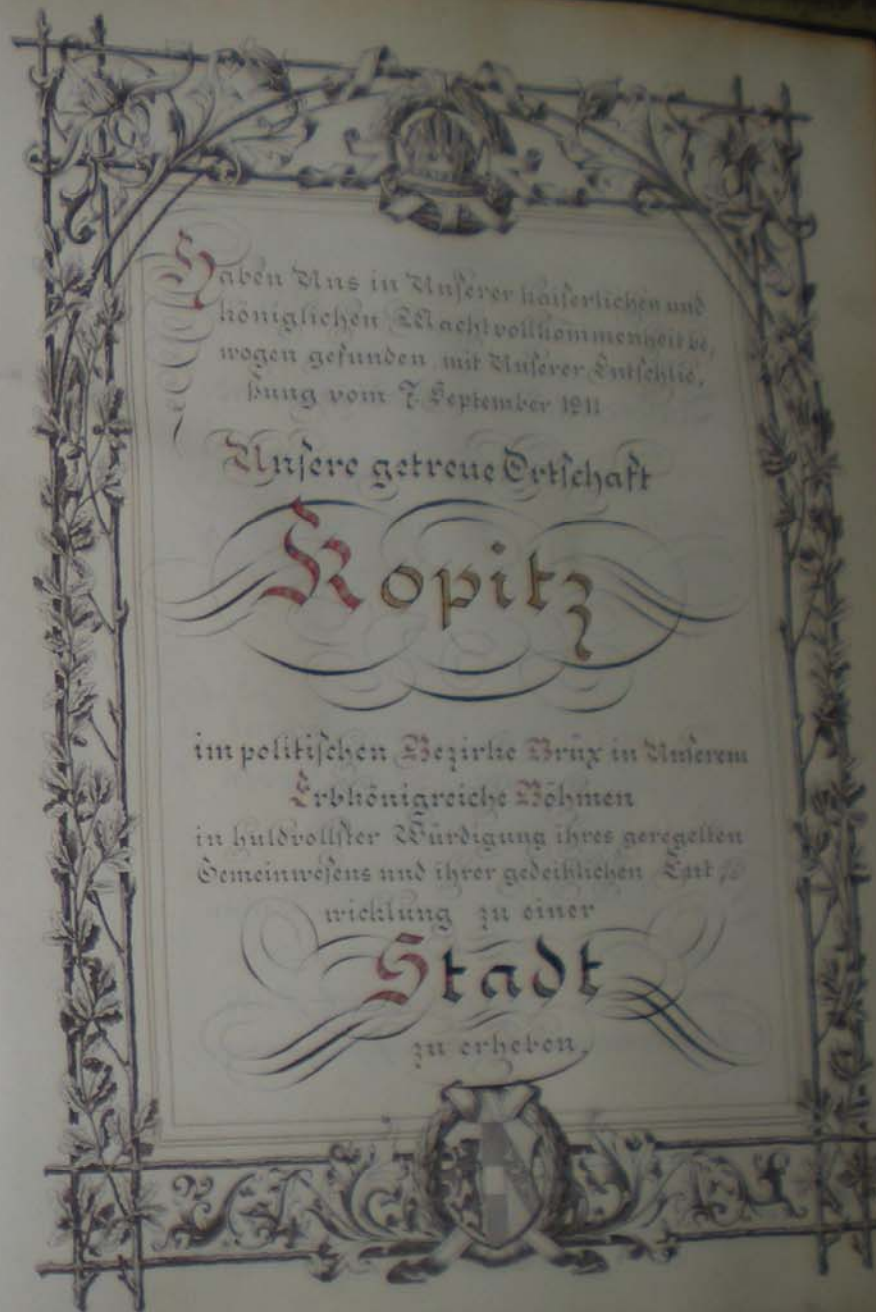 Haben Uns in Unserer kaiserlichen und
königlichen Machtvollkommenheit be,
wogen gefunden, mit Unserer Entschlie,
ßung vom 7. September 1911
Unsere getreue Ortschaft
Kopitz
im politischen Bezirke Brüx in Unserem
Erbkönigreiche Böhmen
in huldvollster Würdigung ihres geregelten
Gemeinwesens und ihrer gedeihlichen Ent
wicklung zu einer
Stadt
zu erheben.